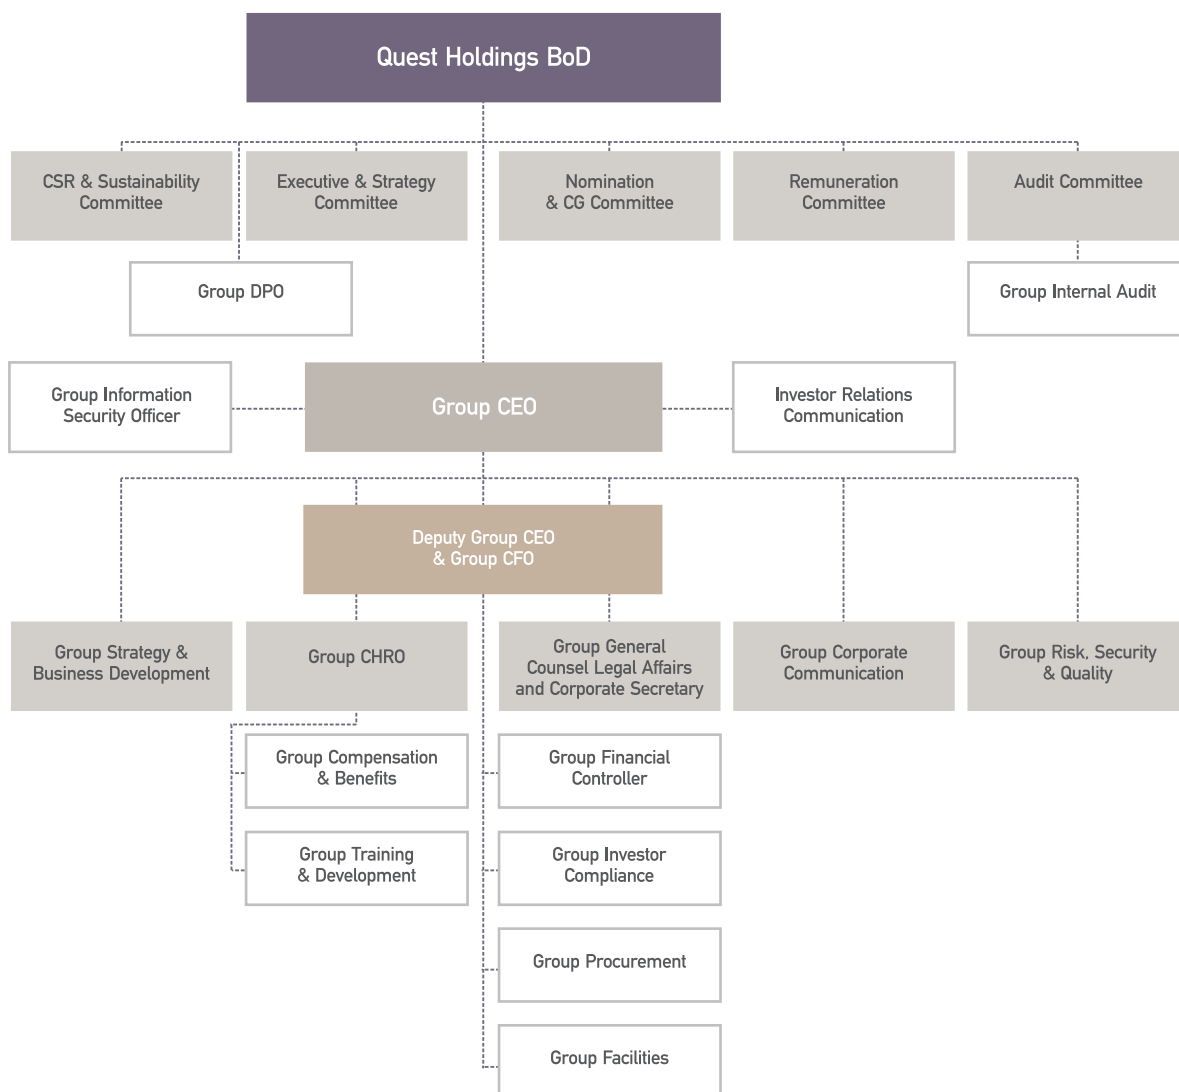 Quest Holdings BoD
CSR & Sustainability
Committee
Executive & Strategy
Committee
Nomination
& CG Committee
Remuneration
Committee
Audit Committee
Group DPO
Group Internal Audit
Group Information
Security Officer
Group CEO
Investor Relations
Communication
Deputy Group CEO
& Group CFO
Group Strategy &
Business Development
Group CHRO
Group General
Counsel Legal Affairs
and Corporate Secretary
Group Corporate
Communication
Group Risk, Security
& Quality
Group Compensation
& Benefits
Group Financial
Controller
Group Training
& Development
Group Investor
Compliance
Group Procurement
Group Facilities